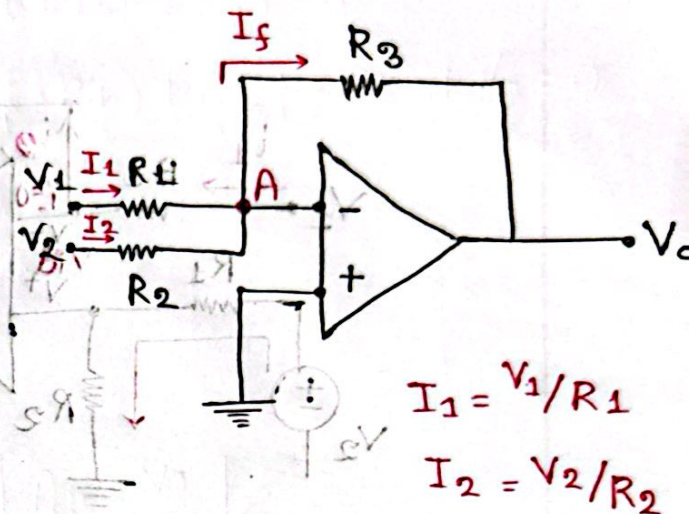 If
R3
V1 I1 R1
A
-
V2 I2
R2
+
Vo
I1 = V1/R1
I2 = V2/R2